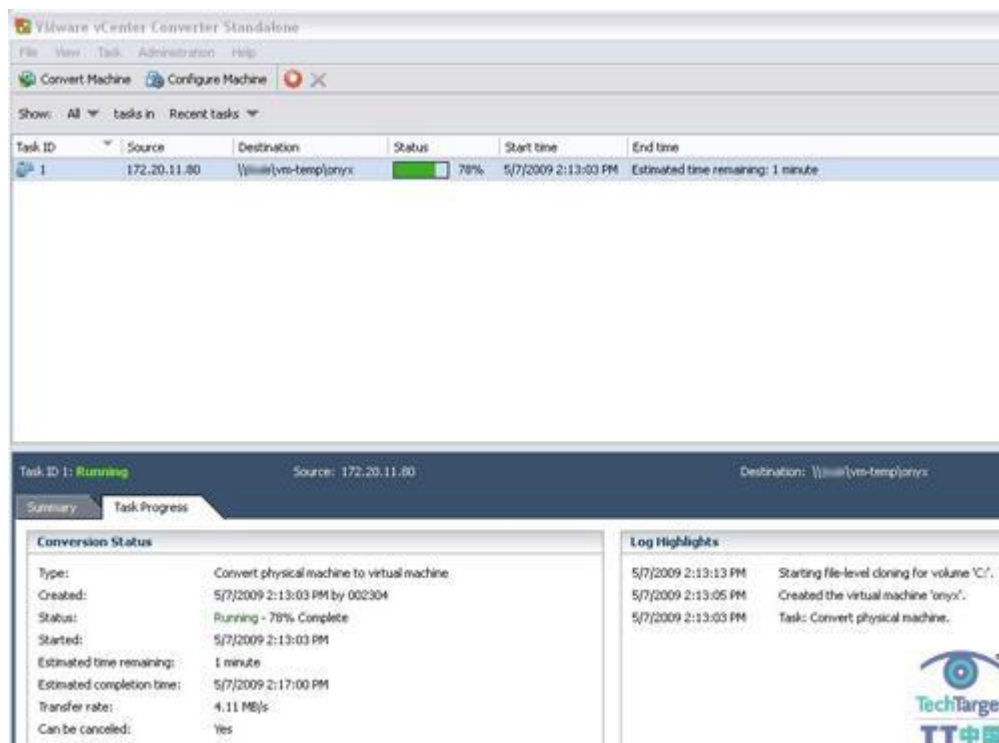 VMware vCenter Converter Standalone
File View Task Administration Help
Convert Machine Configure Machine
Show: All tasks in Recent tasks
Task ID Source Destination Status Start time End time
1 172.20.11.80 \vm-temp\onyx 78% 5/7/2009 2:13:03 PM Estimated time remaining: 1 minute
Task ID 1: Running Source: 172.20.11.80 Destination: \vm-temp\onyx
Summary Task Progress
Conversion Status
Type: Convert physical machine to virtual machine
Created: 5/7/2009 2:13:03 PM by 002304
Status: Running - 78% Complete
Started: 5/7/2009 2:13:03 PM
Estimated time remaining: 1 minute
Estimated completion time: 5/7/2009 2:17:00 PM
Transfer rate: 4.11 MB/s
Can be canceled: Yes
Log Highlights
5/7/2009 2:13:13 PM Starting file-level cloning for volume 'C:'.
5/7/2009 2:13:05 PM Created the virtual machine 'onyx'.
5/7/2009 2:13:03 PM Task: Convert physical machine.
TechTarge
TT中国